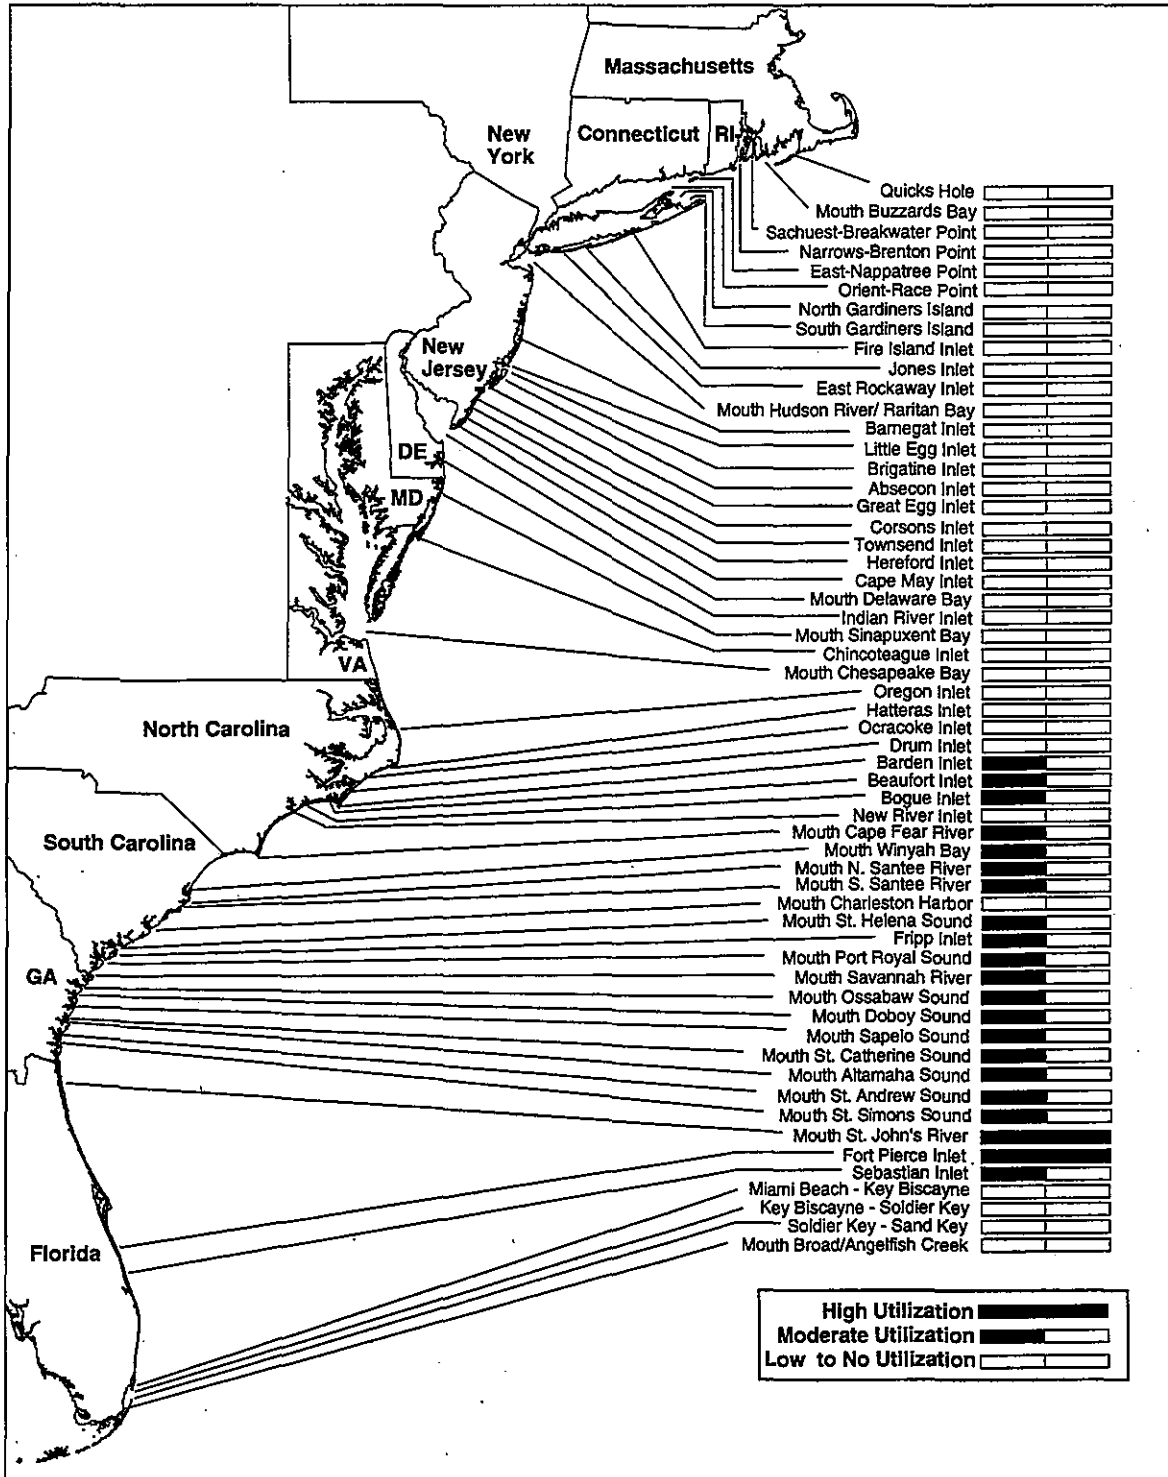 Massachusetts
New
York
Connecticut
RI
New
Jersey
DE
MD
VA
North Carolina
South Carolina
GA
Florida
Quicks Hole
Mouth Buzzards Bay
Sachuest-Breakwater Point
Narrows-Brenton Point
East-Nappatree Point
Orient-Race Point
North Gardiners Island
South Gardiners Island
Fire Island Inlet
Jones Inlet
East Rockaway Inlet
Mouth Hudson River/ Raritan Bay
Barnegat Inlet
Little Egg Inlet
Brigatine Inlet
Absecon Inlet
Great Egg Inlet
Corsons Inlet
Townsend Inlet
Hereford Inlet
Cape May Inlet
Mouth Delaware Bay
Indian River Inlet
Mouth Sinapuxent Bay
Chincoteague Inlet
Mouth Chesapeake Bay
Oregon Inlet
Hatteras Inlet
Ocracoke Inlet
Drum Inlet
Barden Inlet
Beaufort Inlet
Bogue Inlet
New River Inlet
Mouth Cape Fear River
Mouth Winyah Bay
Mouth N. Santee River
Mouth S. Santee River
Mouth Charleston Harbor
Mouth St. Helena Sound
Fripp Inlet
Mouth Port Royal Sound
Mouth Savannah River
Mouth Ossabaw Sound
Mouth Doboy Sound
Mouth Sapelo Sound
Mouth St. Catherine Sound
Mouth Altamaha Sound
Mouth St. Andrew Sound
Mouth St. Simons Sound
Mouth St. John's River
Fort Pierce Inlet
Sebastian Inlet
Miami Beach - Key Biscayne
Key Biscayne - Soldier Key
Soldier Key - Sand Key
Mouth Broad/Angelfish Creek
High Utilization
Moderate Utilization
Low to No Utilization